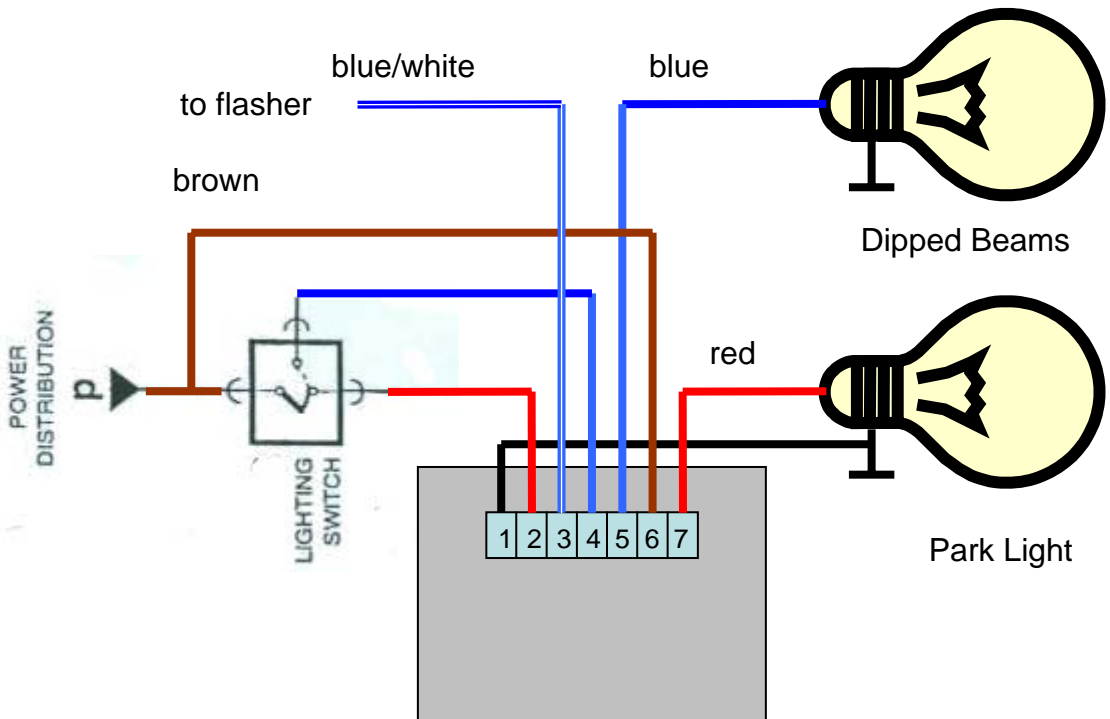 blue/white
blue
to flasher
brown
Dipped Beams
POWER
DISTRIBUTION
p
LIGHTING
SWITCH
red
1 2 3 4 5 6 7
Park Light